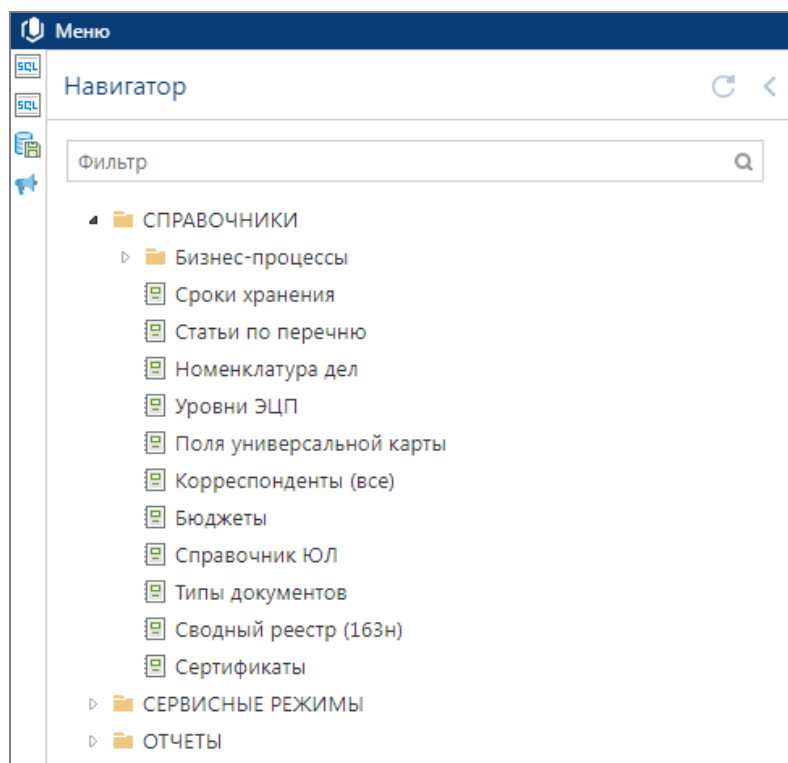 Меню
SQL
Навигатор
SQL
Фильтр
СПРАВОЧНИКИ
Бизнес-процессы
Сроки хранения
Статьи по перечню
Номенклатура дел
Уровни ЭЦП
Поля универсальной карты
Корреспонденты (все)
Бюджеты
Справочник ЮЛ
Типы документов
Сводный реестр (163н)
Сертификаты
СЕРВИСНЫЕ РЕЖИМЫ
ОТЧЕТЫ